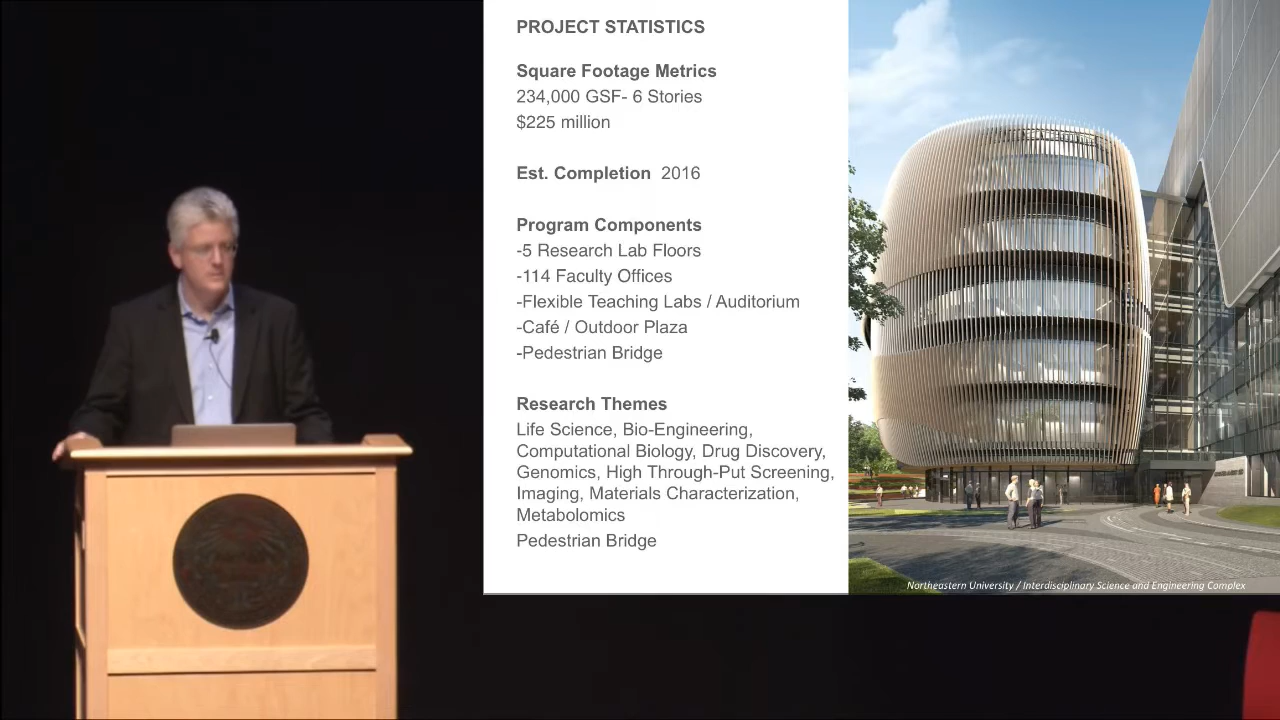 PROJECT STATISTICS
Square Footage Metrics
234,000 GSF- 6 Stories
$225 million
Est. Completion 2016
Program Components
-5 Research Lab Floors
-114 Faculty Offices
-Flexible Teaching Labs / Auditorium
-Café / Outdoor Plaza
-Pedestrian Bridge
Research Themes
Life Science, Bio-Engineering,
Computational Biology, Drug Discovery,
Genomics, High Through-Put Screening,
Imaging, Materials Characterization,
Metabolomics
Pedestrian Bridge
Northeastern University / Interdisciplinary Science and Engineering Complex